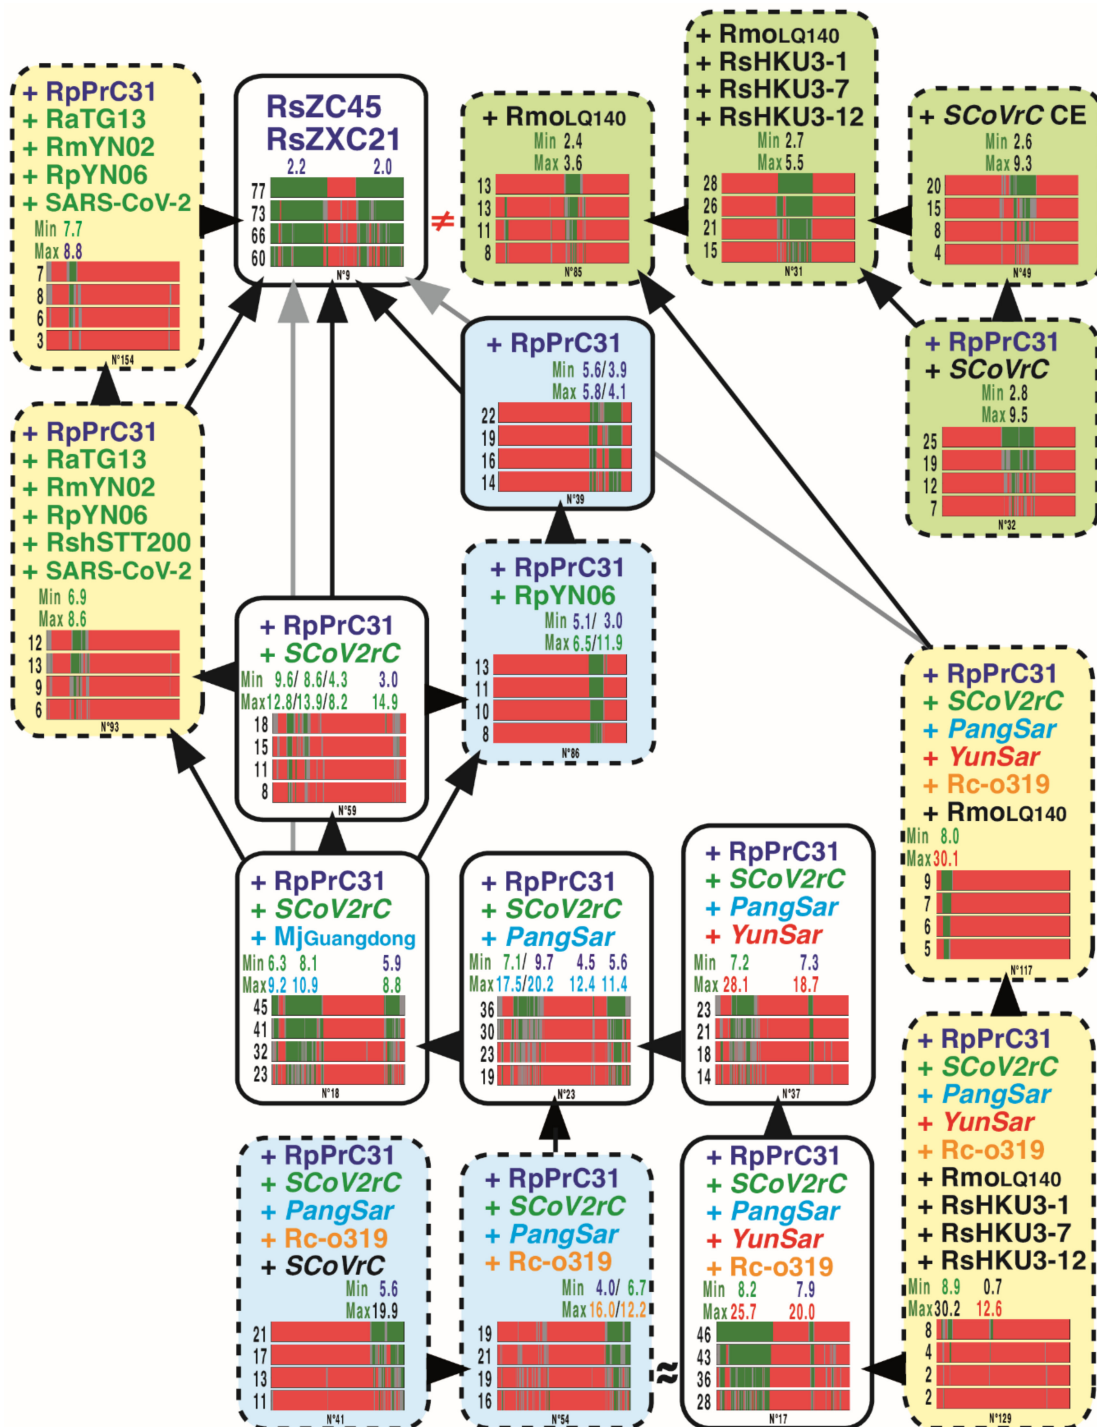 + RpPrC31
+ RaTG13
+ RmYN02
+ RpYN06
+ SARS-CoV-2
Min 7.7
Max 8.8
7
8
6
3
N°154
RsZC45
RsZXC21
2.2 2.0
77
73
66
60
N°9
≠
+ RmoLQ140
Min 2.4
Max 3.6
13
13
11
8
N°85
+ RmoLQ140
+ RsHKU3-1
+ RsHKU3-7
+ RsHKU3-12
Min 2.7
Max 5.5
28
26
21
15
N°31
+ SCoVrC CE
Min 2.6
Max 9.3
20
15
8
4
N°49
+ RpPrC31
+ SCoVrC
Min 2.8
Max 9.5
25
19
12
7
N°32
+ RpPrC31
Min 5.6/3.9
Max 5.8/4.1
22
19
16
14
N°39
+ RpPrC31
+ RaTG13
+ RmYN02
+ RpYN06
+ RshSTT200
+ SARS-CoV-2
Min 6.9
Max 8.6
12
13
9
6
N°93
+ RpPrC31
+ SCoV2rC
Min 9.6/ 8.6/4.3 3.0
Max 12.8/13.9/8.2 14.9
18
15
11
8
N°59
+ RpPrC31
+ RpYN06
Min 5.1/ 3.0
Max 6.5/11.9
13
11
10
8
N°86
+ RpPrC31
+ SCoV2rC
+ PangSar
+ YunSar
+ Rc-o319
+ RmoLQ140
Min 8.0
Max 30.1
9
7
6
5
N°117
+ RpPrC31
+ SCoV2rC
+ MjGuangdong
Min 6.3 8.1 5.9
Max 9.2 10.9 8.8
45
41
32
23
N°18
+ RpPrC31
+ SCoV2rC
+ PangSar
Min 7.1/ 9.7 4.5 5.6
Max 17.5/20.2 12.4 11.4
36
30
23
19
N°23
+ RpPrC31
+ SCoV2rC
+ PangSar
+ YunSar
Min 7.2 7.3
Max 28.1 18.7
23
21
18
14
N°37
+ RpPrC31
+ SCoV2rC
+ PangSar
+ Rc-o319
+ SCoVrC
Min 5.6
Max 19.9
21
17
13
11
N°41
+ RpPrC31
+ SCoV2rC
+ PangSar
+ Rc-o319
Min 4.0/ 6.7
Max 16.0/12.2
19
21
19
16
N°54
≈
+ RpPrC31
+ SCoV2rC
+ PangSar
+ YunSar
+ Rc-o319
Min 8.2 7.9
Max 25.7 20.0
46
43
36
28
N°17
+ RpPrC31
+ SCoV2rC
+ PangSar
+ YunSar
+ Rc-o319
+ RmoLQ140
+ RsHKU3-1
+ RsHKU3-7
+ RsHKU3-12
Min 8.9 0.7
Max 30.2 12.6
8
4
2
2
N°129